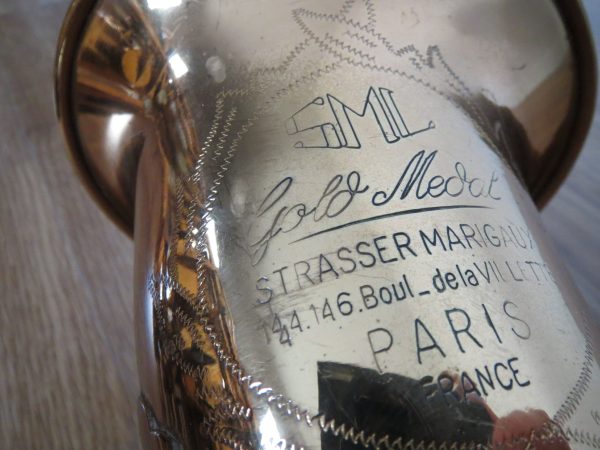 SML
Gold Medal
STRASSER MARIGAUX
144.146.Boul_de la VILLETTE
PARIS
FRANCE